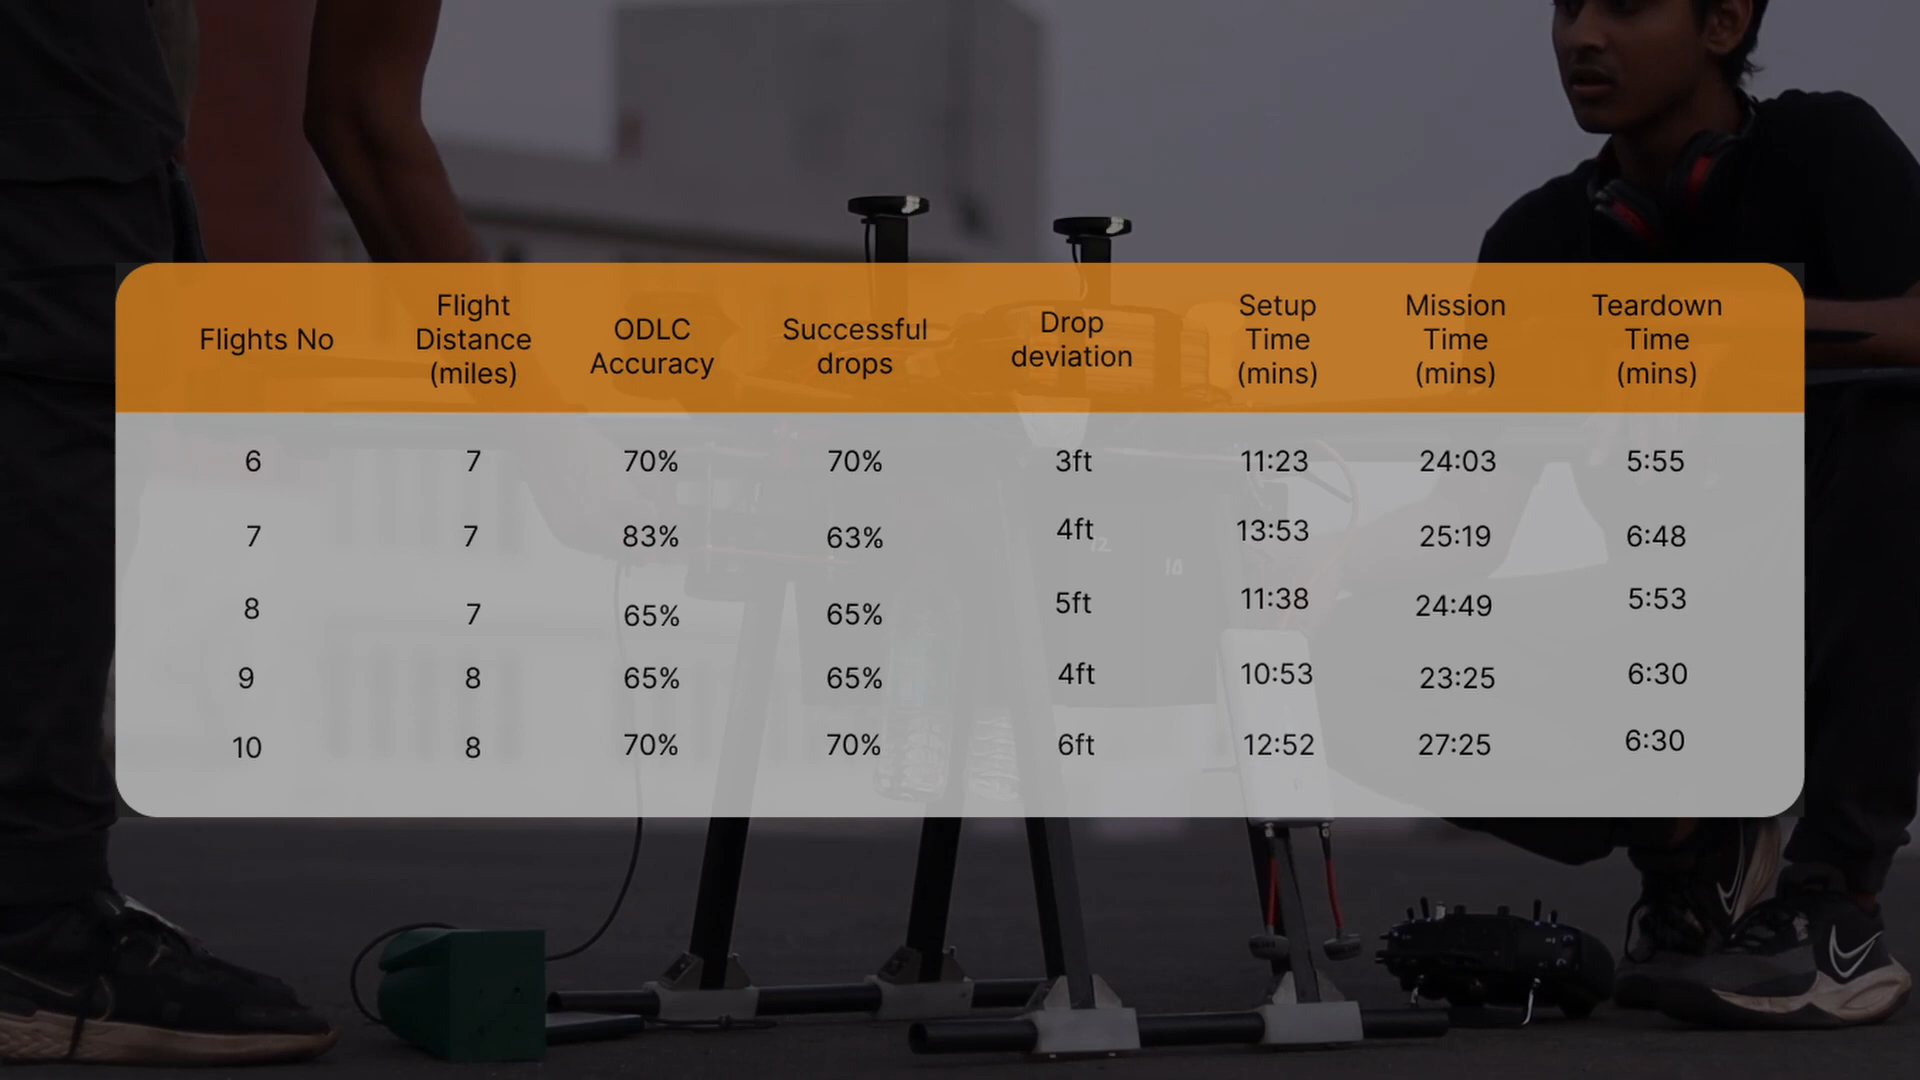 Flights No Flight Distance (miles) ODLC Accuracy Successful drops Drop deviation Setup Time (mins) Mission Time (mins) Teardown Time (mins)
6 7 70% 70% 3ft 11:23 24:03 5:55
7 7 83% 63% 4ft 13:53 25:19 6:48
8 7 65% 65% 5ft 11:38 24:49 5:53
9 8 65% 65% 4ft 10:53 23:25 6:30
10 8 70% 70% 6ft 12:52 27:25 6:30
12
10